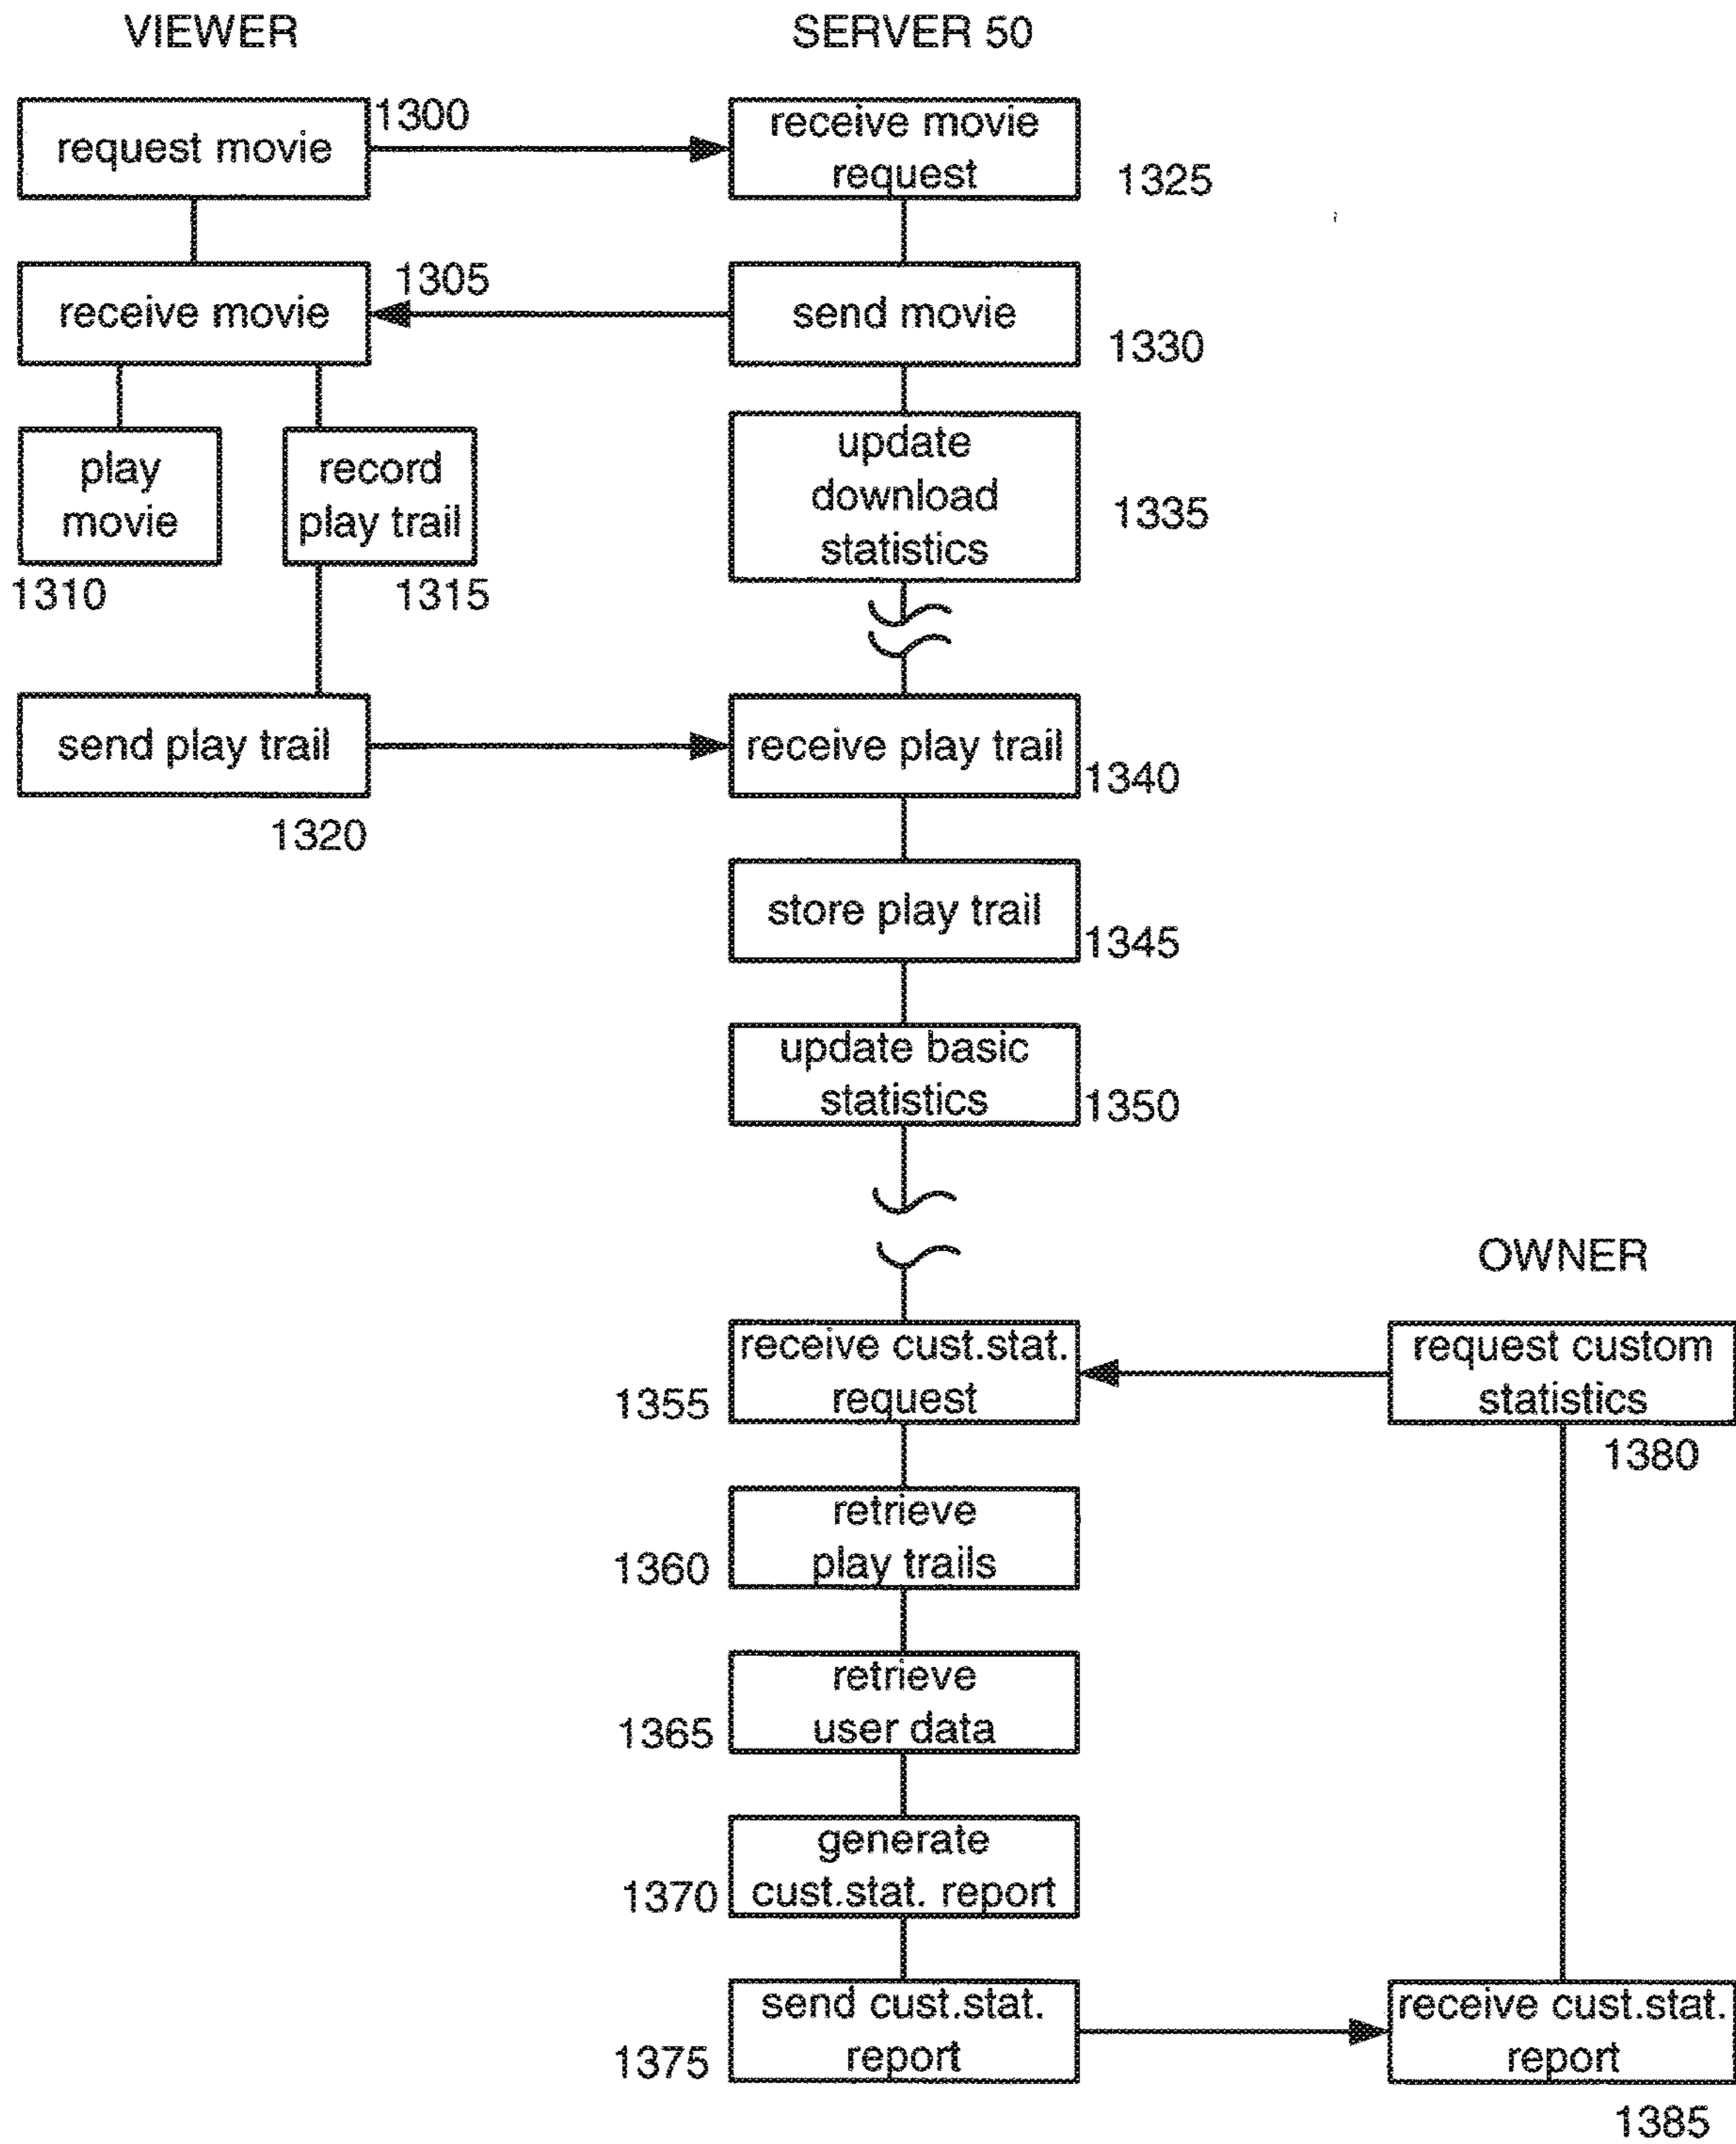 VIEWER
SERVER 50
request movie
1300
receive movie
request
1325
receive movie
1305
send movie
1330
play
movie
1310
record
play trail
1315
update
download
statistics
1335
send play trail
1320
receive play trail
1340
store play trail
1345
update basic
statistics
1350
OWNER
receive cust.stat.
request
1355
request custom
statistics
1380
retrieve
play trails
1360
retrieve
user data
1365
generate
cust.stat. report
1370
send cust.stat.
report
1375
receive cust.stat.
report
1385